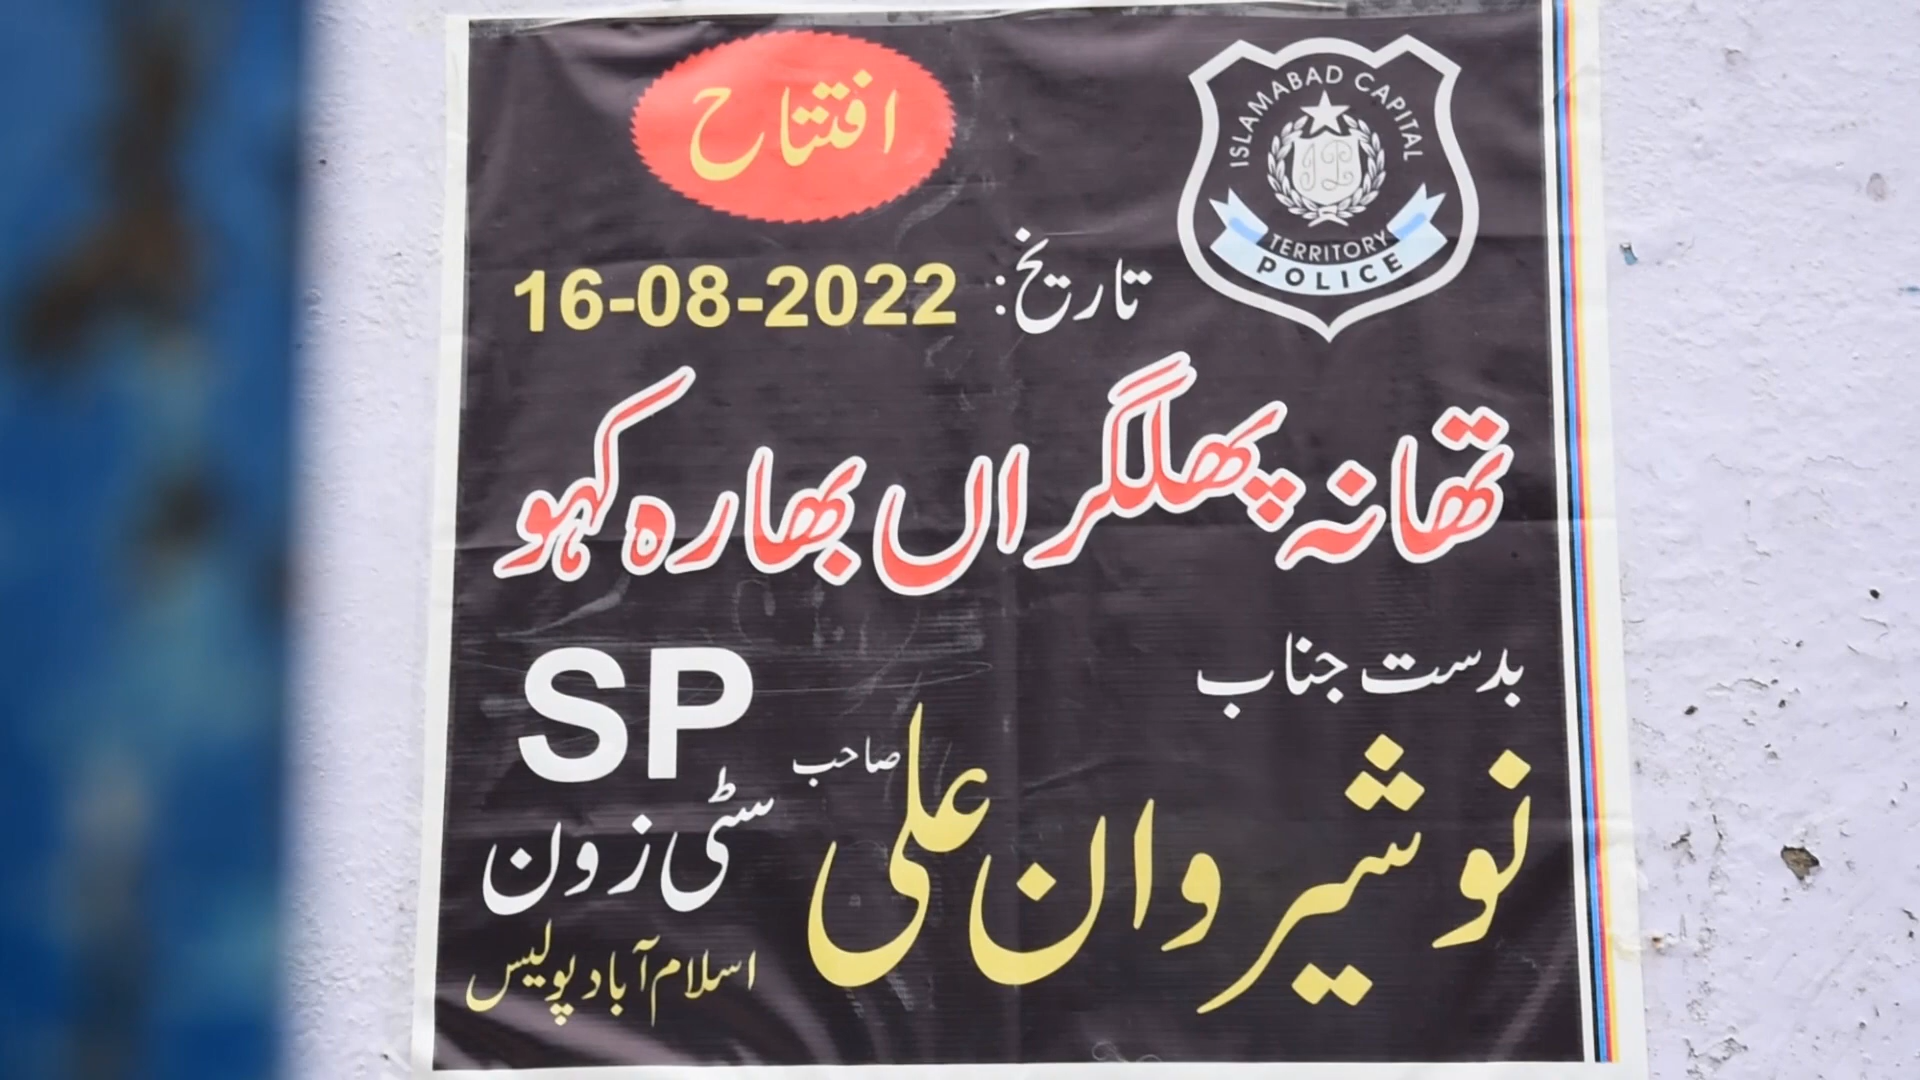 افتتاح
ISLAMABAD CAPITAL
TERRITORY
POLICE
تاریخ: 16-08-2022
تھانہ پھلگراں بھارہ کہو
بدست جناب
نوشیروان علی صاحب
SP
سٹی زون
اسلام آباد پولیس